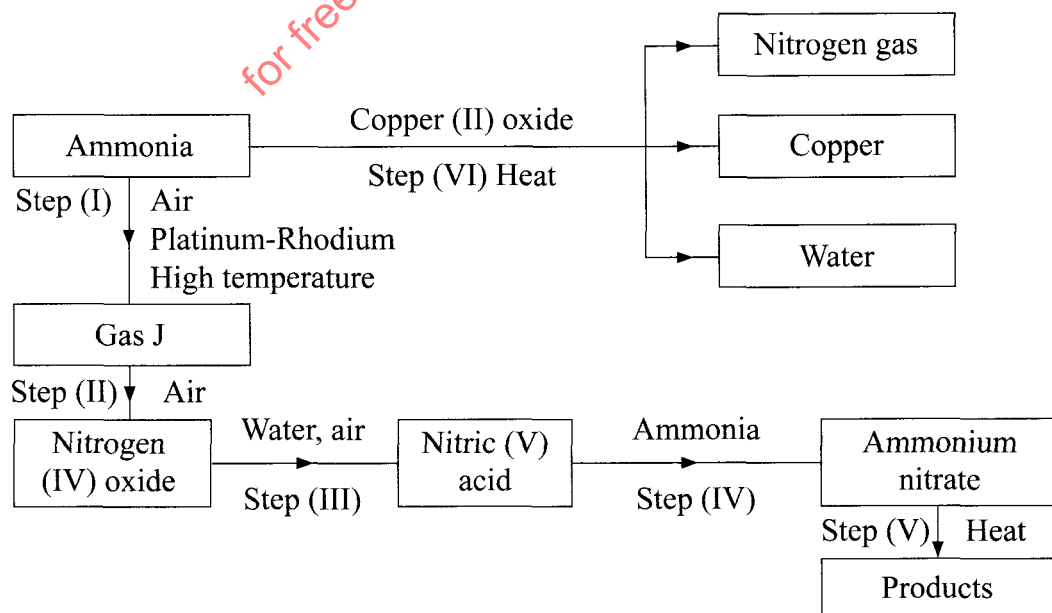 for free
Nitrogen gas
Ammonia
Copper (II) oxide
Step (VI) Heat
Copper
Step (I) Air
Platinum-Rhodium
High temperature
Water
Gas J
Step (II) Air
Nitrogen
(IV) oxide
Water, air
Step (III)
Nitric (V)
acid
Ammonia
Step (IV)
Ammonium
nitrate
Step (V) Heat
Products